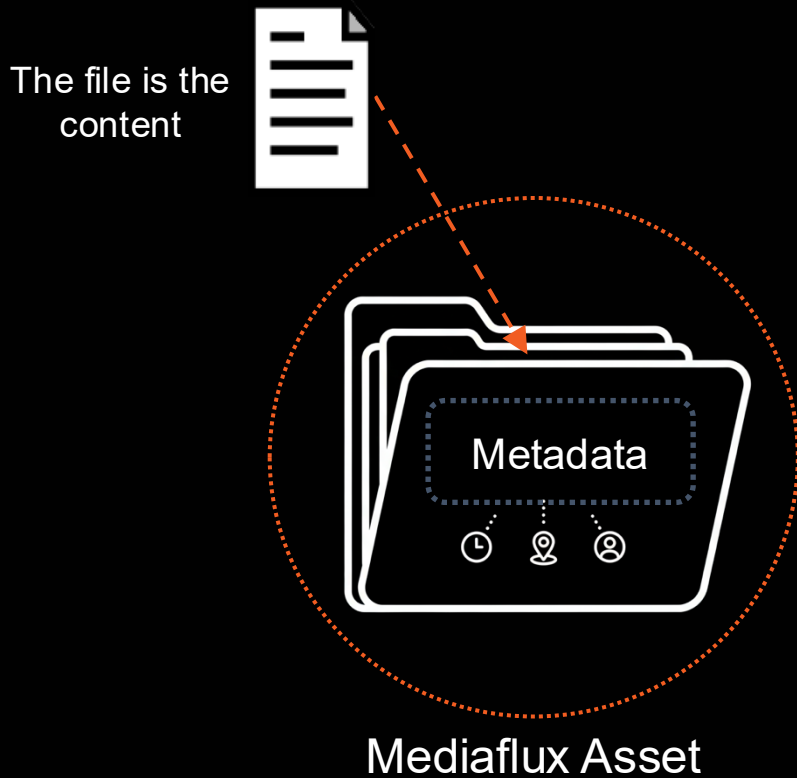 The file is the
content
Metadata
Mediaflux Asset